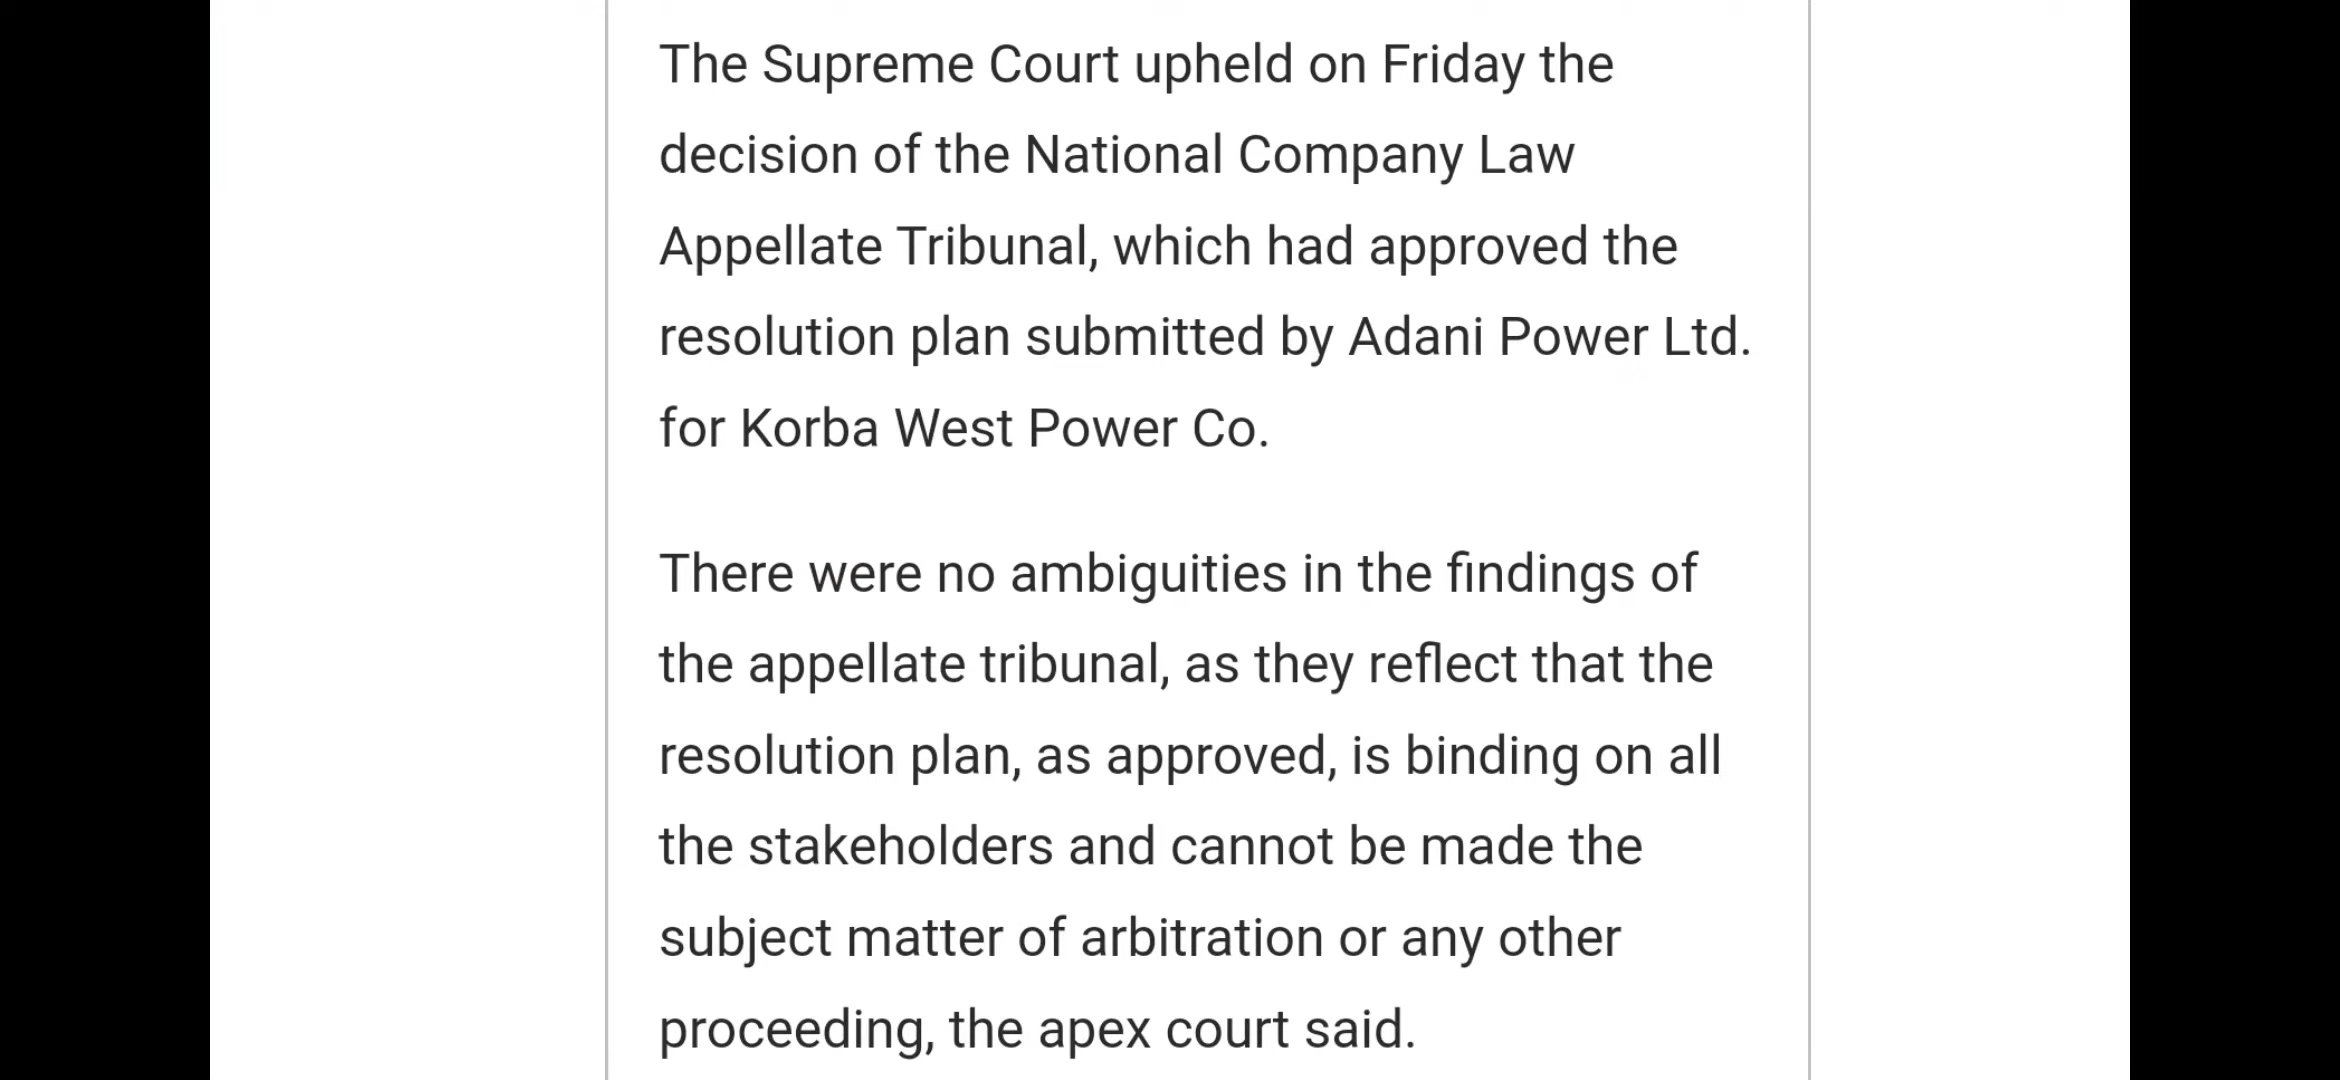 The Supreme Court upheld on Friday the
decision of the National Company Law
Appellate Tribunal, which had approved the
resolution plan submitted by Adani Power Ltd.
for Korba West Power Co.
There were no ambiguities in the findings of
the appellate tribunal, as they reflect that the
resolution plan, as approved, is binding on all
the stakeholders and cannot be made the
subject matter of arbitration or any other
proceeding, the apex court said.